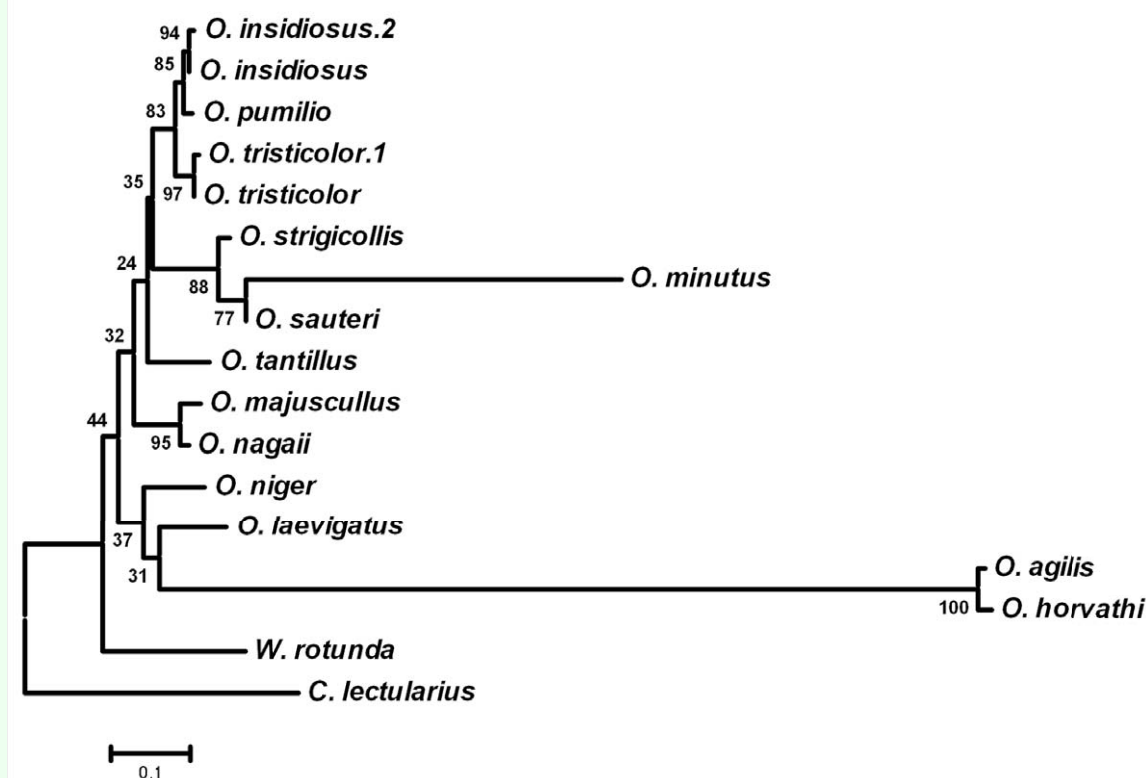 94
O. insidiosus.2
85
O. insidiosus
83
O. pumilio
O. tristicolor.1
35
97
O. tristicolor
O. strigicollis
24
88
O. minutus
77
O. sauteri
32
O. tantillus
O. majuscullus
44
95
O. nagaii
O. niger
37
O. laevigatus
31
O. agilis
100
O. horvathi
W. rotunda
C. lectularius
0.1